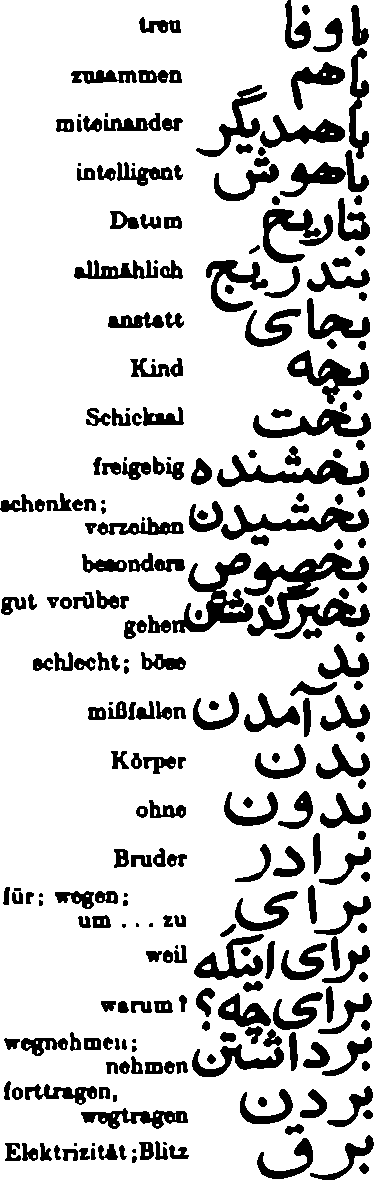 treu باوفا
zusammen باهم
miteinander باهمدیگر
intelligent باهوش
Datum بتاریخ
allmählich بتدریَج
anstatt بجای
Kind بچه
Schicksal بخت
freigebig بخشنده
schenken;
verzeihen بخشیدن
besonders بخصوص
gut vorüber
gehen بخیرگذشتن
schlecht; böse بد
mißfallen بدآمدن
Körper بدن
ohne بدون
Bruder برادر
für; wegen;
um ... zu برای
weil برای اینکَه
warum? برای چه؟
wegnehmen;
nehmen برداشتن
forttragen,
wegtragen بردن
Elektrizität; Blitz برق